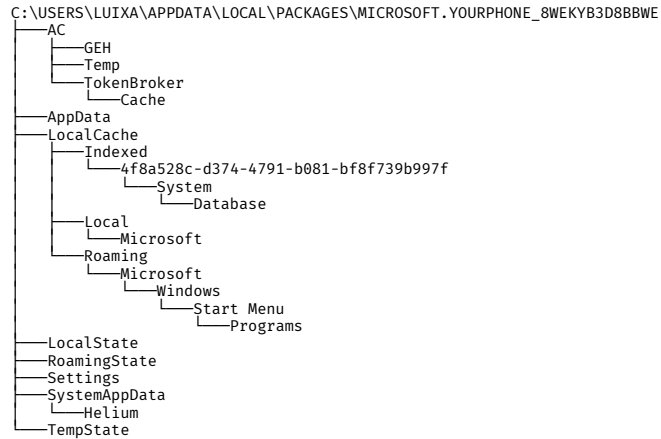 C:\USERS\LUIXA\APPDATA\LOCAL\PACKAGES\MICROSOFT.YOURPHONE_8WEKYB3D8BBWE
├───AC
│   ├───GEH
│   ├───Temp
│   └───TokenBroker
│       └───Cache
├───AppData
├───LocalCache
│   ├───Indexed
│   │   └───4f8a528c-d374-4791-b081-bf8f739b997f
│   │       └───System
│   │           └───Database
│   ├───Local
│   │   └───Microsoft
│   └───Roaming
│       └───Microsoft
│           └───Windows
│               └───Start Menu
│                   └───Programs
├───LocalState
├───RoamingState
├───Settings
├───SystemAppData
│   └───Helium
└───TempState